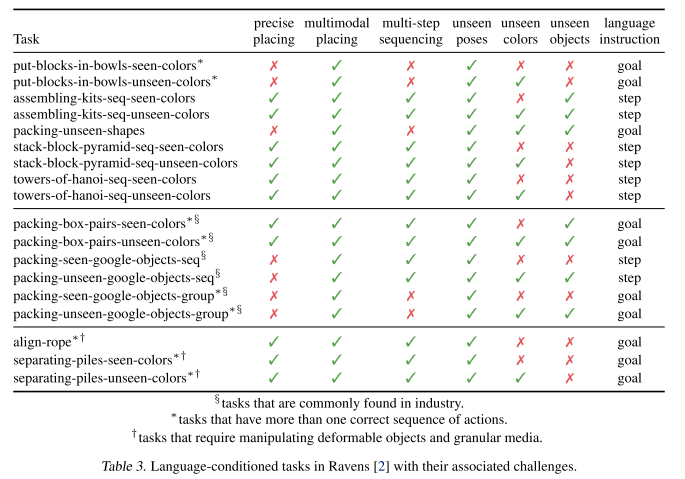 Task precise placing multimodal placing multi-step sequencing unseen poses unseen colors unseen objects language instruction
put-blocks-in-bowls-seen-colors* ✗ ✓ ✗ ✓ ✗ ✗ goal
put-blocks-in-bowls-unseen-colors* ✗ ✓ ✗ ✓ ✓ ✗ goal
assembling-kits-seq-seen-colors ✓ ✓ ✓ ✓ ✗ ✓ step
assembling-kits-seq-unseen-colors ✓ ✓ ✓ ✓ ✓ ✓ step
packing-unseen-shapes ✗ ✓ ✗ ✓ ✓ ✓ goal
stack-block-pyramid-seq-seen-colors ✓ ✓ ✓ ✓ ✗ ✗ step
stack-block-pyramid-seq-unseen-colors ✓ ✓ ✓ ✓ ✓ ✗ step
towers-of-hanoi-seq-seen-colors ✓ ✓ ✓ ✓ ✗ ✗ step
towers-of-hanoi-seq-unseen-colors ✓ ✓ ✓ ✓ ✓ ✗ step
packing-box-pairs-seen-colors*§ ✓ ✓ ✓ ✓ ✗ ✓ goal
packing-box-pairs-unseen-colors*§ ✓ ✓ ✓ ✓ ✓ ✓ goal
packing-seen-google-objects-seq§ ✗ ✓ ✓ ✓ ✗ ✗ step
packing-unseen-google-objects-seq§ ✗ ✓ ✓ ✓ ✓ ✓ step
packing-seen-google-objects-group*§ ✗ ✓ ✗ ✓ ✗ ✗ goal
packing-unseen-google-objects-group*§ ✗ ✓ ✗ ✓ ✓ ✓ goal
align-rope*† ✓ ✓ ✓ ✓ ✗ ✗ goal
separating-piles-seen-colors*† ✓ ✓ ✓ ✓ ✗ ✗ goal
separating-piles-unseen-colors*† ✓ ✓ ✓ ✓ ✓ ✗ goal
§tasks that are commonly found in industry.
*tasks that have more than one correct sequence of actions.
†tasks that require manipulating deformable objects and granular media.
Table 3. Language-conditioned tasks in Ravens [2] with their associated challenges.